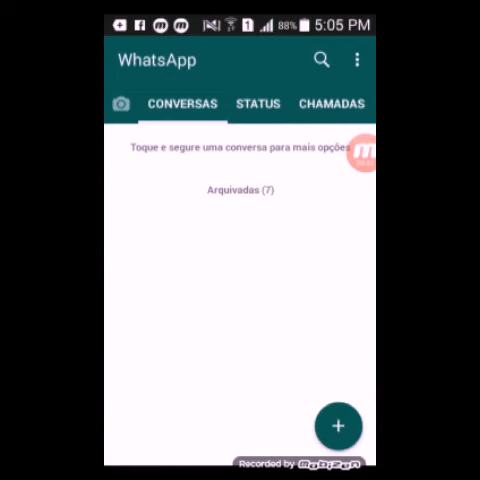 88% 5:05 PM
WhatsApp
CONVERSAS STATUS CHAMADAS
Toque e segure uma conversa para mais opções
Arquivadas (7)
Recorded by mobizen